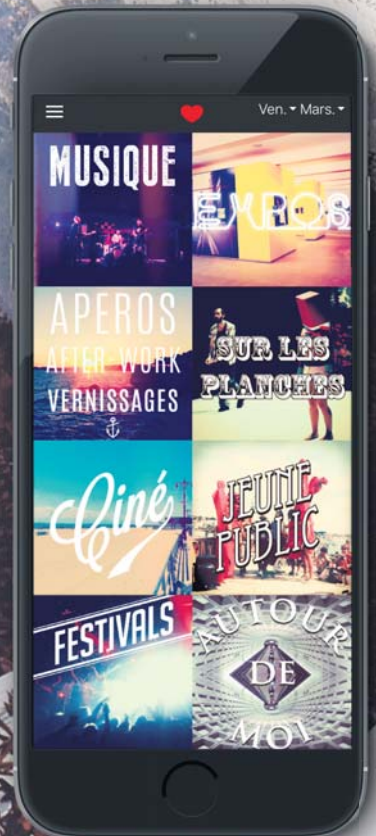 Ven. Mars.
MUSIQUE
EXPOS
APEROS
AFTER-WORK
VERNISSAGES
SUR LES
PLANCHES
Ciné
JEUNE
PUBLIC
FESTIVALS
AUTOUR
DE
MOI